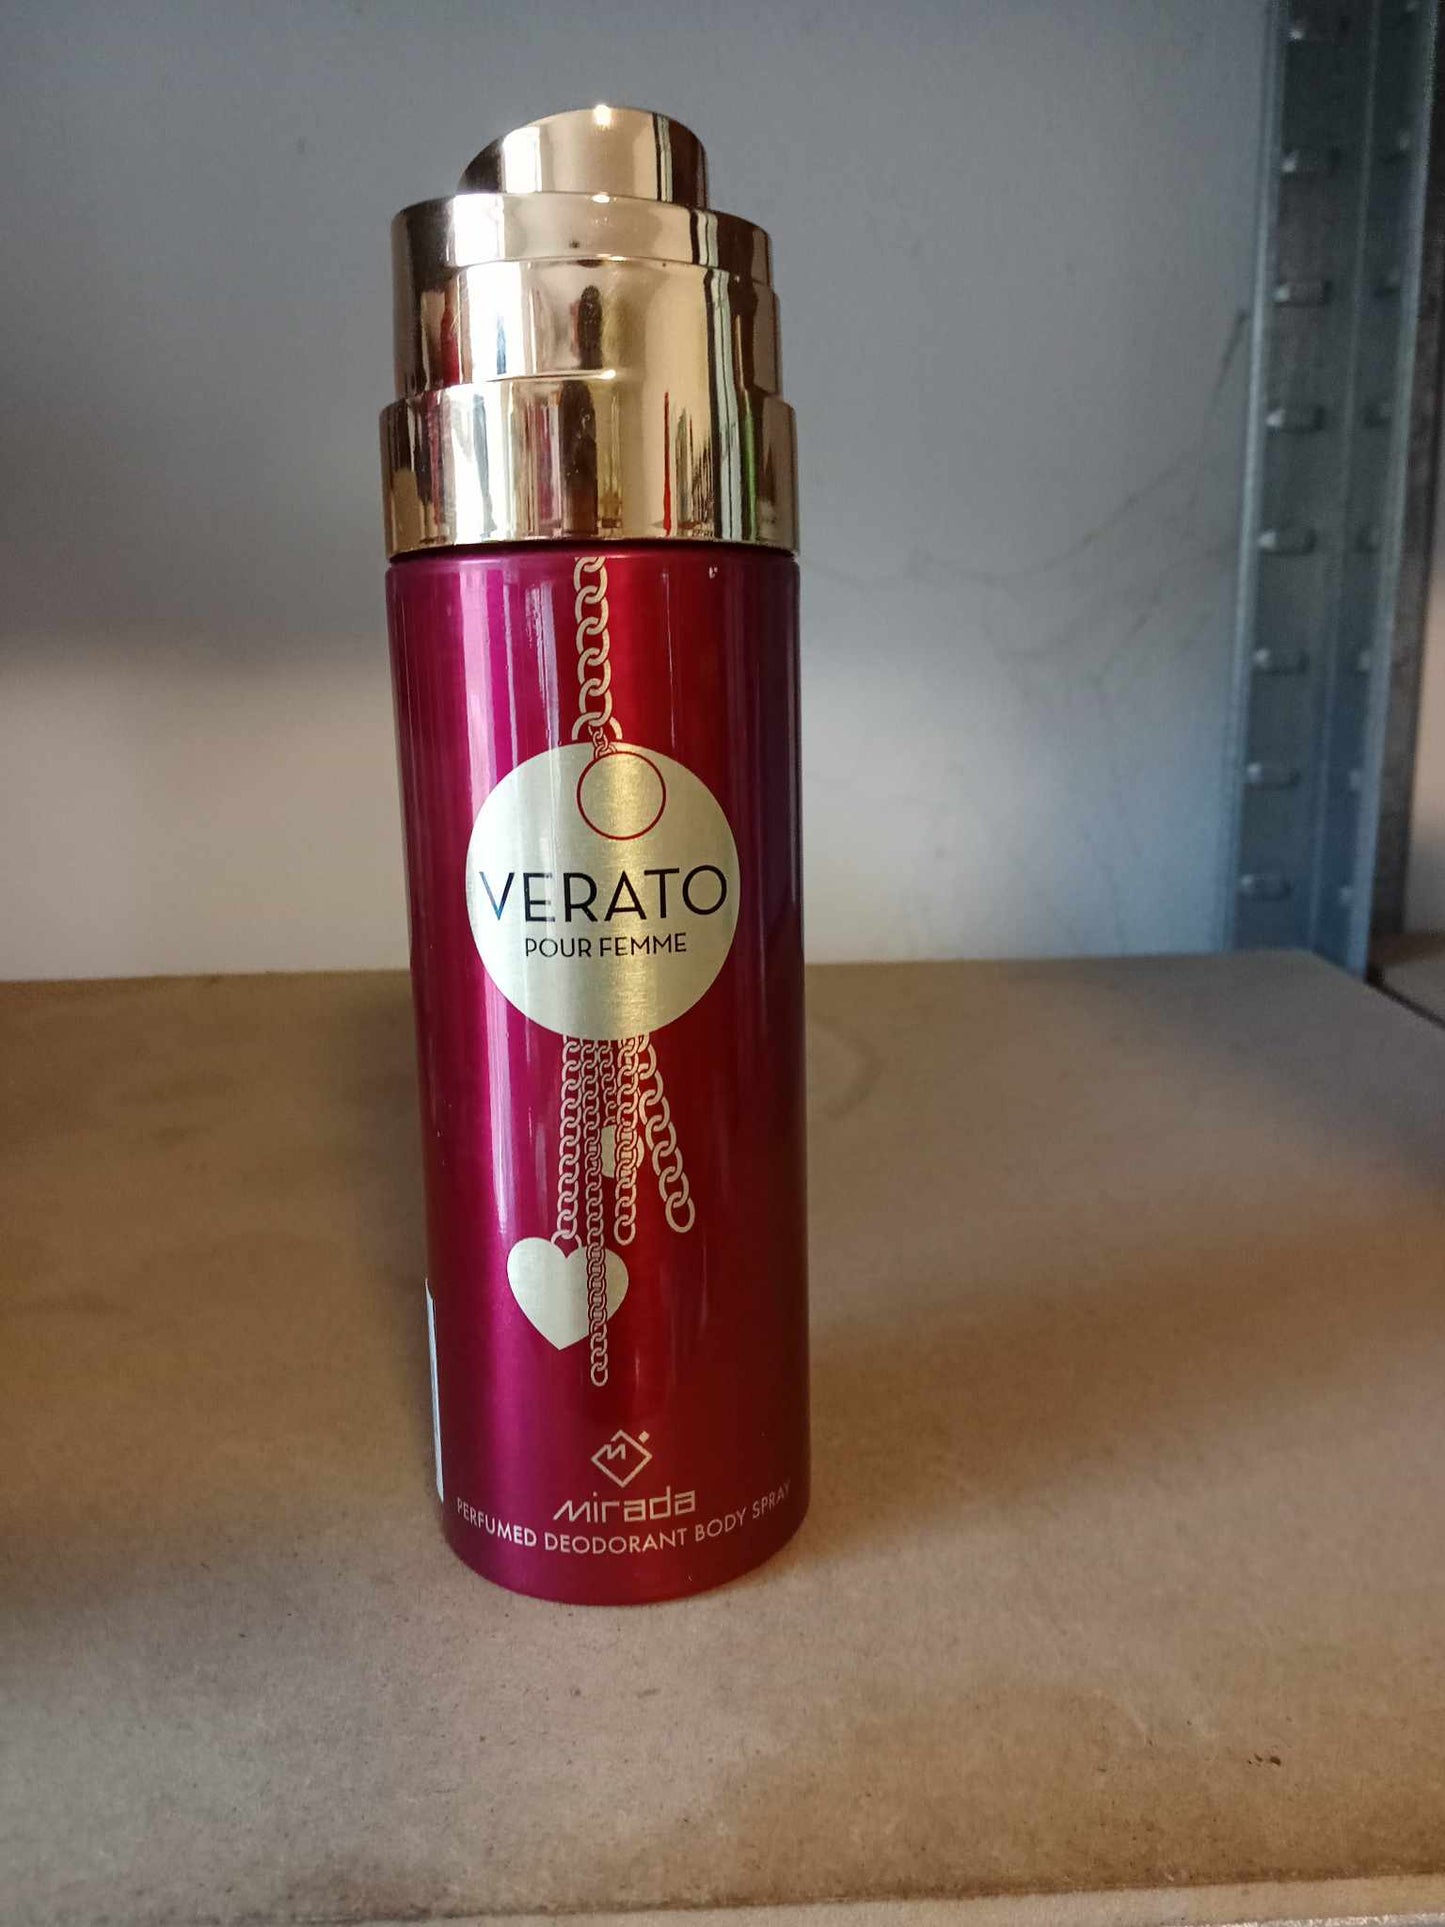 VERATO
POUR FEMME
M
mirada
PERFUMED DEODORANT BODY SPRAY